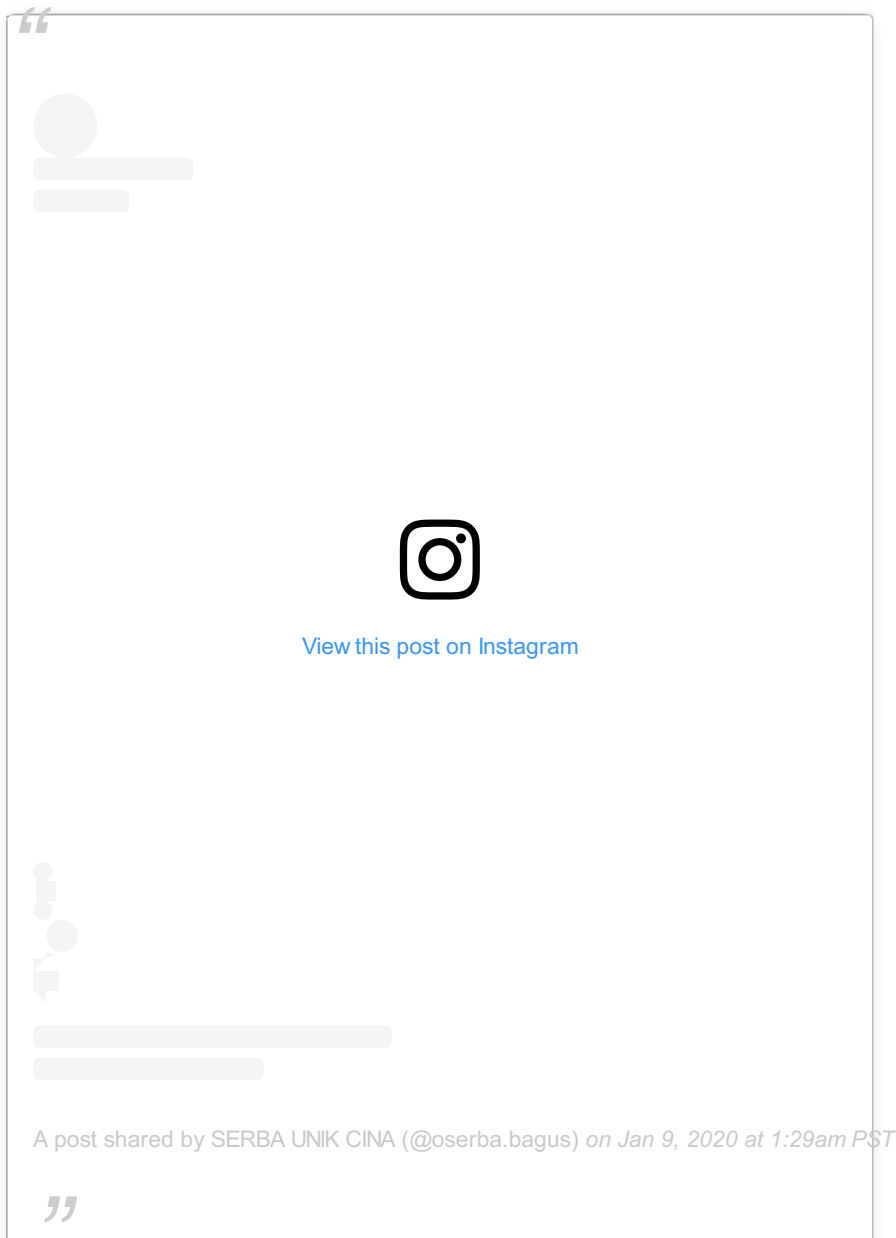 “
View this post on Instagram
A post shared by SERBA UNIK CINA (@oserba.bagus) on Jan 9, 2020 at 1:29am PST
”